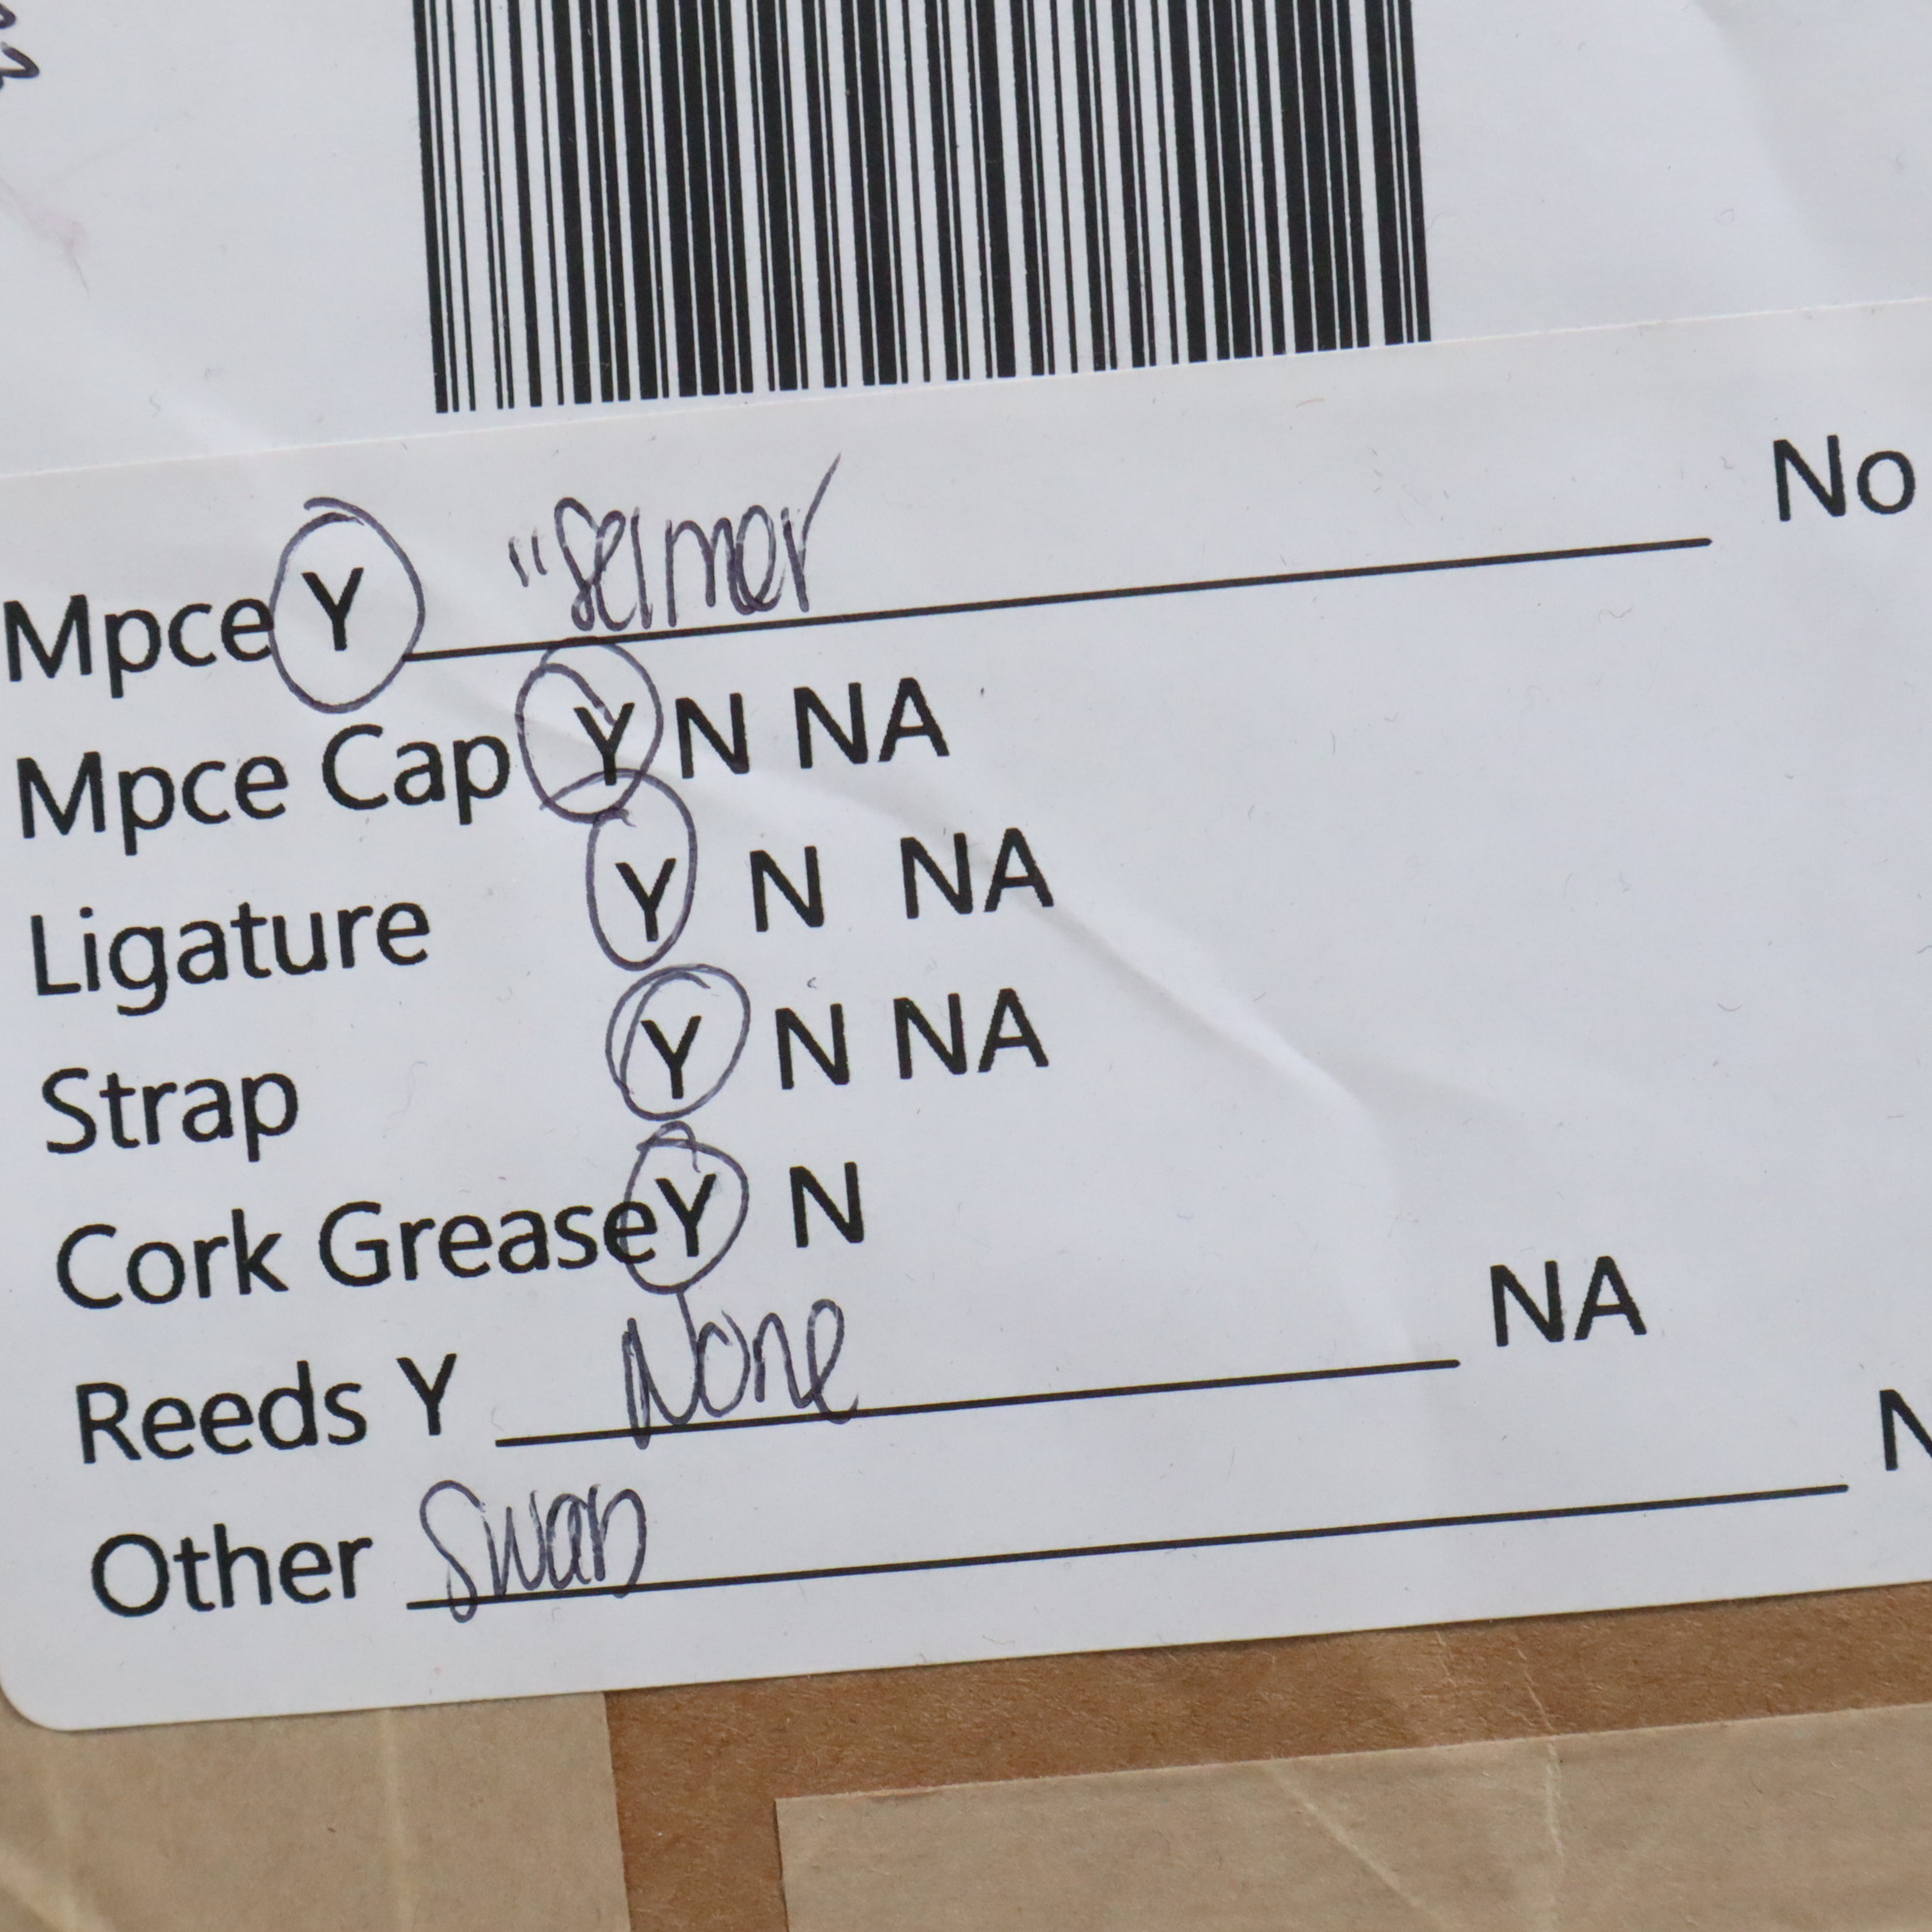 Mpce Y "Selmer No
Mpce Cap Y N NA
Ligature Y N NA
Strap Y N NA
Cork Grease Y N
Reeds Y None NA
Other Swab N